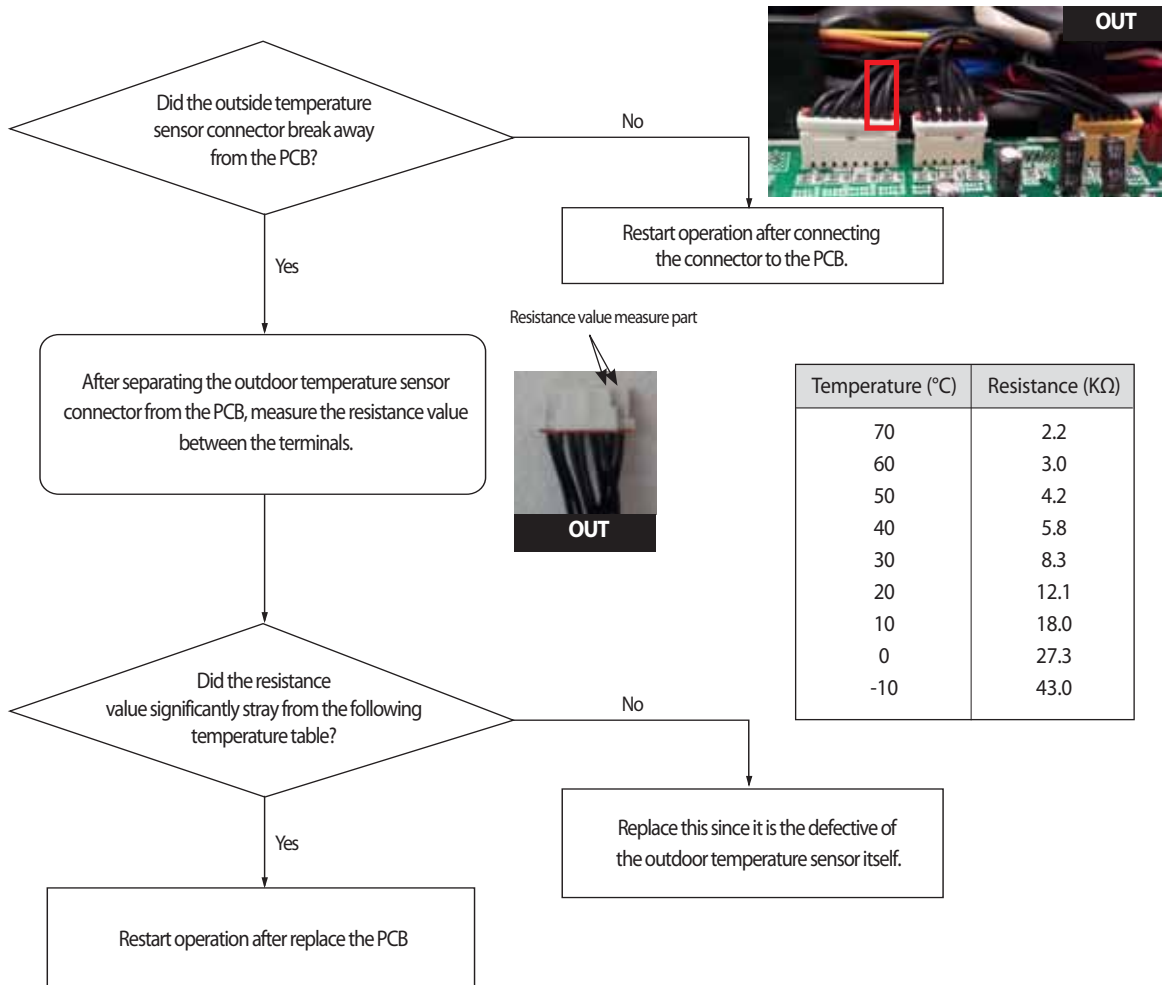 OUT
Did the outside temperature
sensor connector break away
from the PCB?
No
Restart operation after connecting
the connector to the PCB.
Yes
Resistance value measure part
After separating the outdoor temperature sensor
connector from the PCB, measure the resistance value
between the terminals.
OUT
Temperature (°C) Resistance (KΩ)
70 2.2
60 3.0
50 4.2
40 5.8
30 8.3
20 12.1
10 18.0
0 27.3
-10 43.0
Did the resistance
value significantly stray from the following
temperature table?
No
Replace this since it is the defective of
the outdoor temperature sensor itself.
Yes
Restart operation after replace the PCB